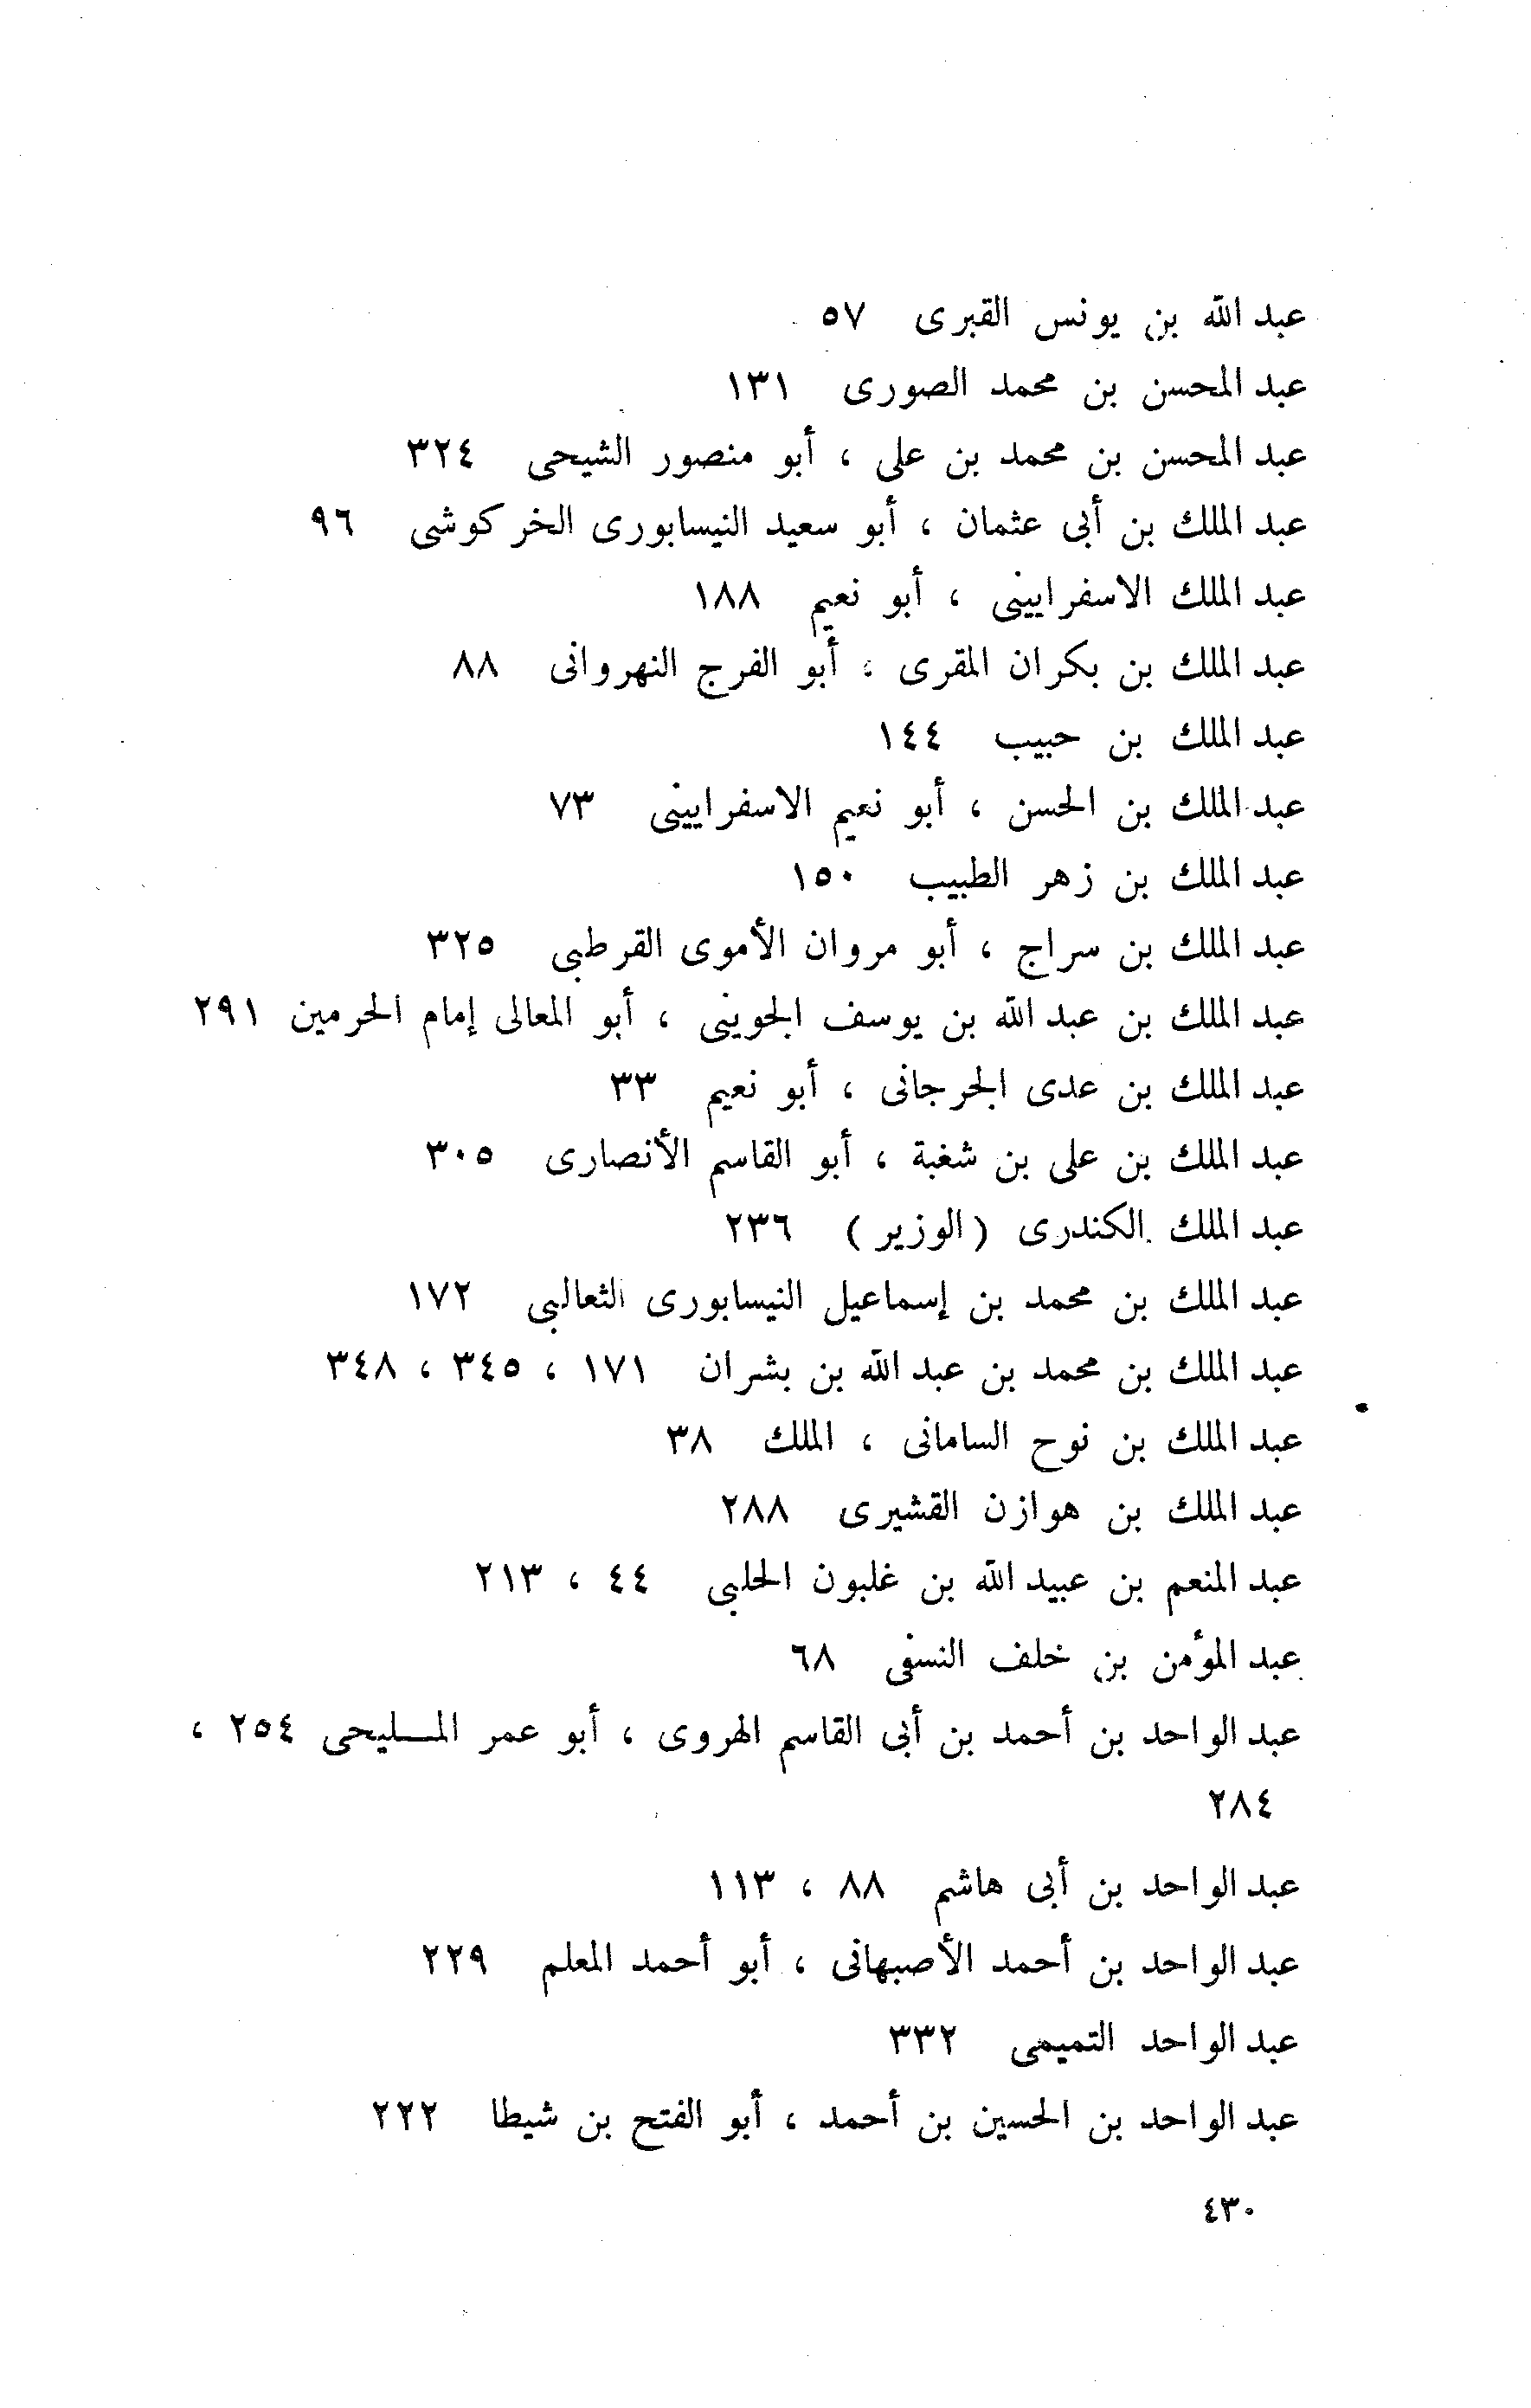 عبد الله بن يونس القبرى ٥٧
عبد المحسن بن محمد الصورى ١٣١
عبد المحسن بن محمد بن على ، أبو منصور الشيحى ٣٢٤
عبد الملك بن أبى عثمان ، أبو سعيد النيسابورى الخركوشى ٩٦
عبد الملك الاسفرايينى ، أبو نعيم ١٨٨
عبد الملك بن بكران المقرى ، أبو الفرج النهروانى ٨٨
عبد الملك بن حبيب ١٤٤
عبد الملك بن الحسن ، أبو نعيم الاسفرايينى ٧٣
عبد الملك بن زهر الطبيب ١٥٠
عبد الملك بن سراج ، أبو مروان الأموى القرطبى ٣٢٥
عبد الملك بن عبد الله بن يوسف الجوينى ، أبو المعالى إمام الحرمين ٢٩١
عبد الملك بن عدى الجرجانى ، أبو نعيم ٣٣
عبد الملك بن على بن شغبة ، أبو القاسم الأنصارى ٣٠٥
عبد الملك الكندرى ( الوزير ) ٢٣٦
عبد الملك بن محمد بن إسماعيل النيسابورى الثعالبى ١٧٢
عبد الملك بن محمد بن عبد الله بن بشران ١٧١ ، ٣٤٥ ، ٣٤٨
عبد الملك بن نوح السامانى ، الملك ٣٨
عبد الملك بن هوازن القشيرى ٢٨٨
عبد المنعم بن عبيد الله بن غلبون الحلبى ٤٤ ، ٢١٣
عبد المؤمن بن خلف النسفى ٦٨
عبد الواحد بن أحمد بن أبى القاسم الهروى ، أبو عمر المـــليحى ٢٥٤ ،
٢٨٤
عبد الواحد بن أبى هاشم ٨٨ ، ١١٣
عبد الواحد بن أحمد الأصبهانى ، أبو أحمد المعلم ٢٢٩
عبد الواحد التميمى ٣٣٢
عبد الواحد بن الحسين بن أحمد ، أبو الفتح بن شيطا ٢٢٢
٤٣٠